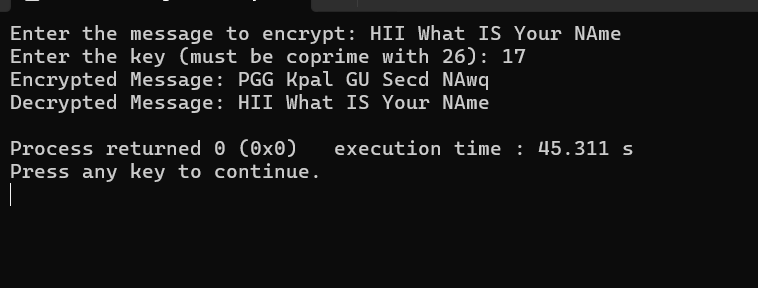 Enter the message to encrypt: HII What IS Your NAme
Enter the key (must be coprime with 26): 17
Encrypted Message: PGG Kpal GU Secd NAwq
Decrypted Message: HII What IS Your NAme
Process returned 0 (0x0)   execution time : 45.311 s
Press any key to continue.